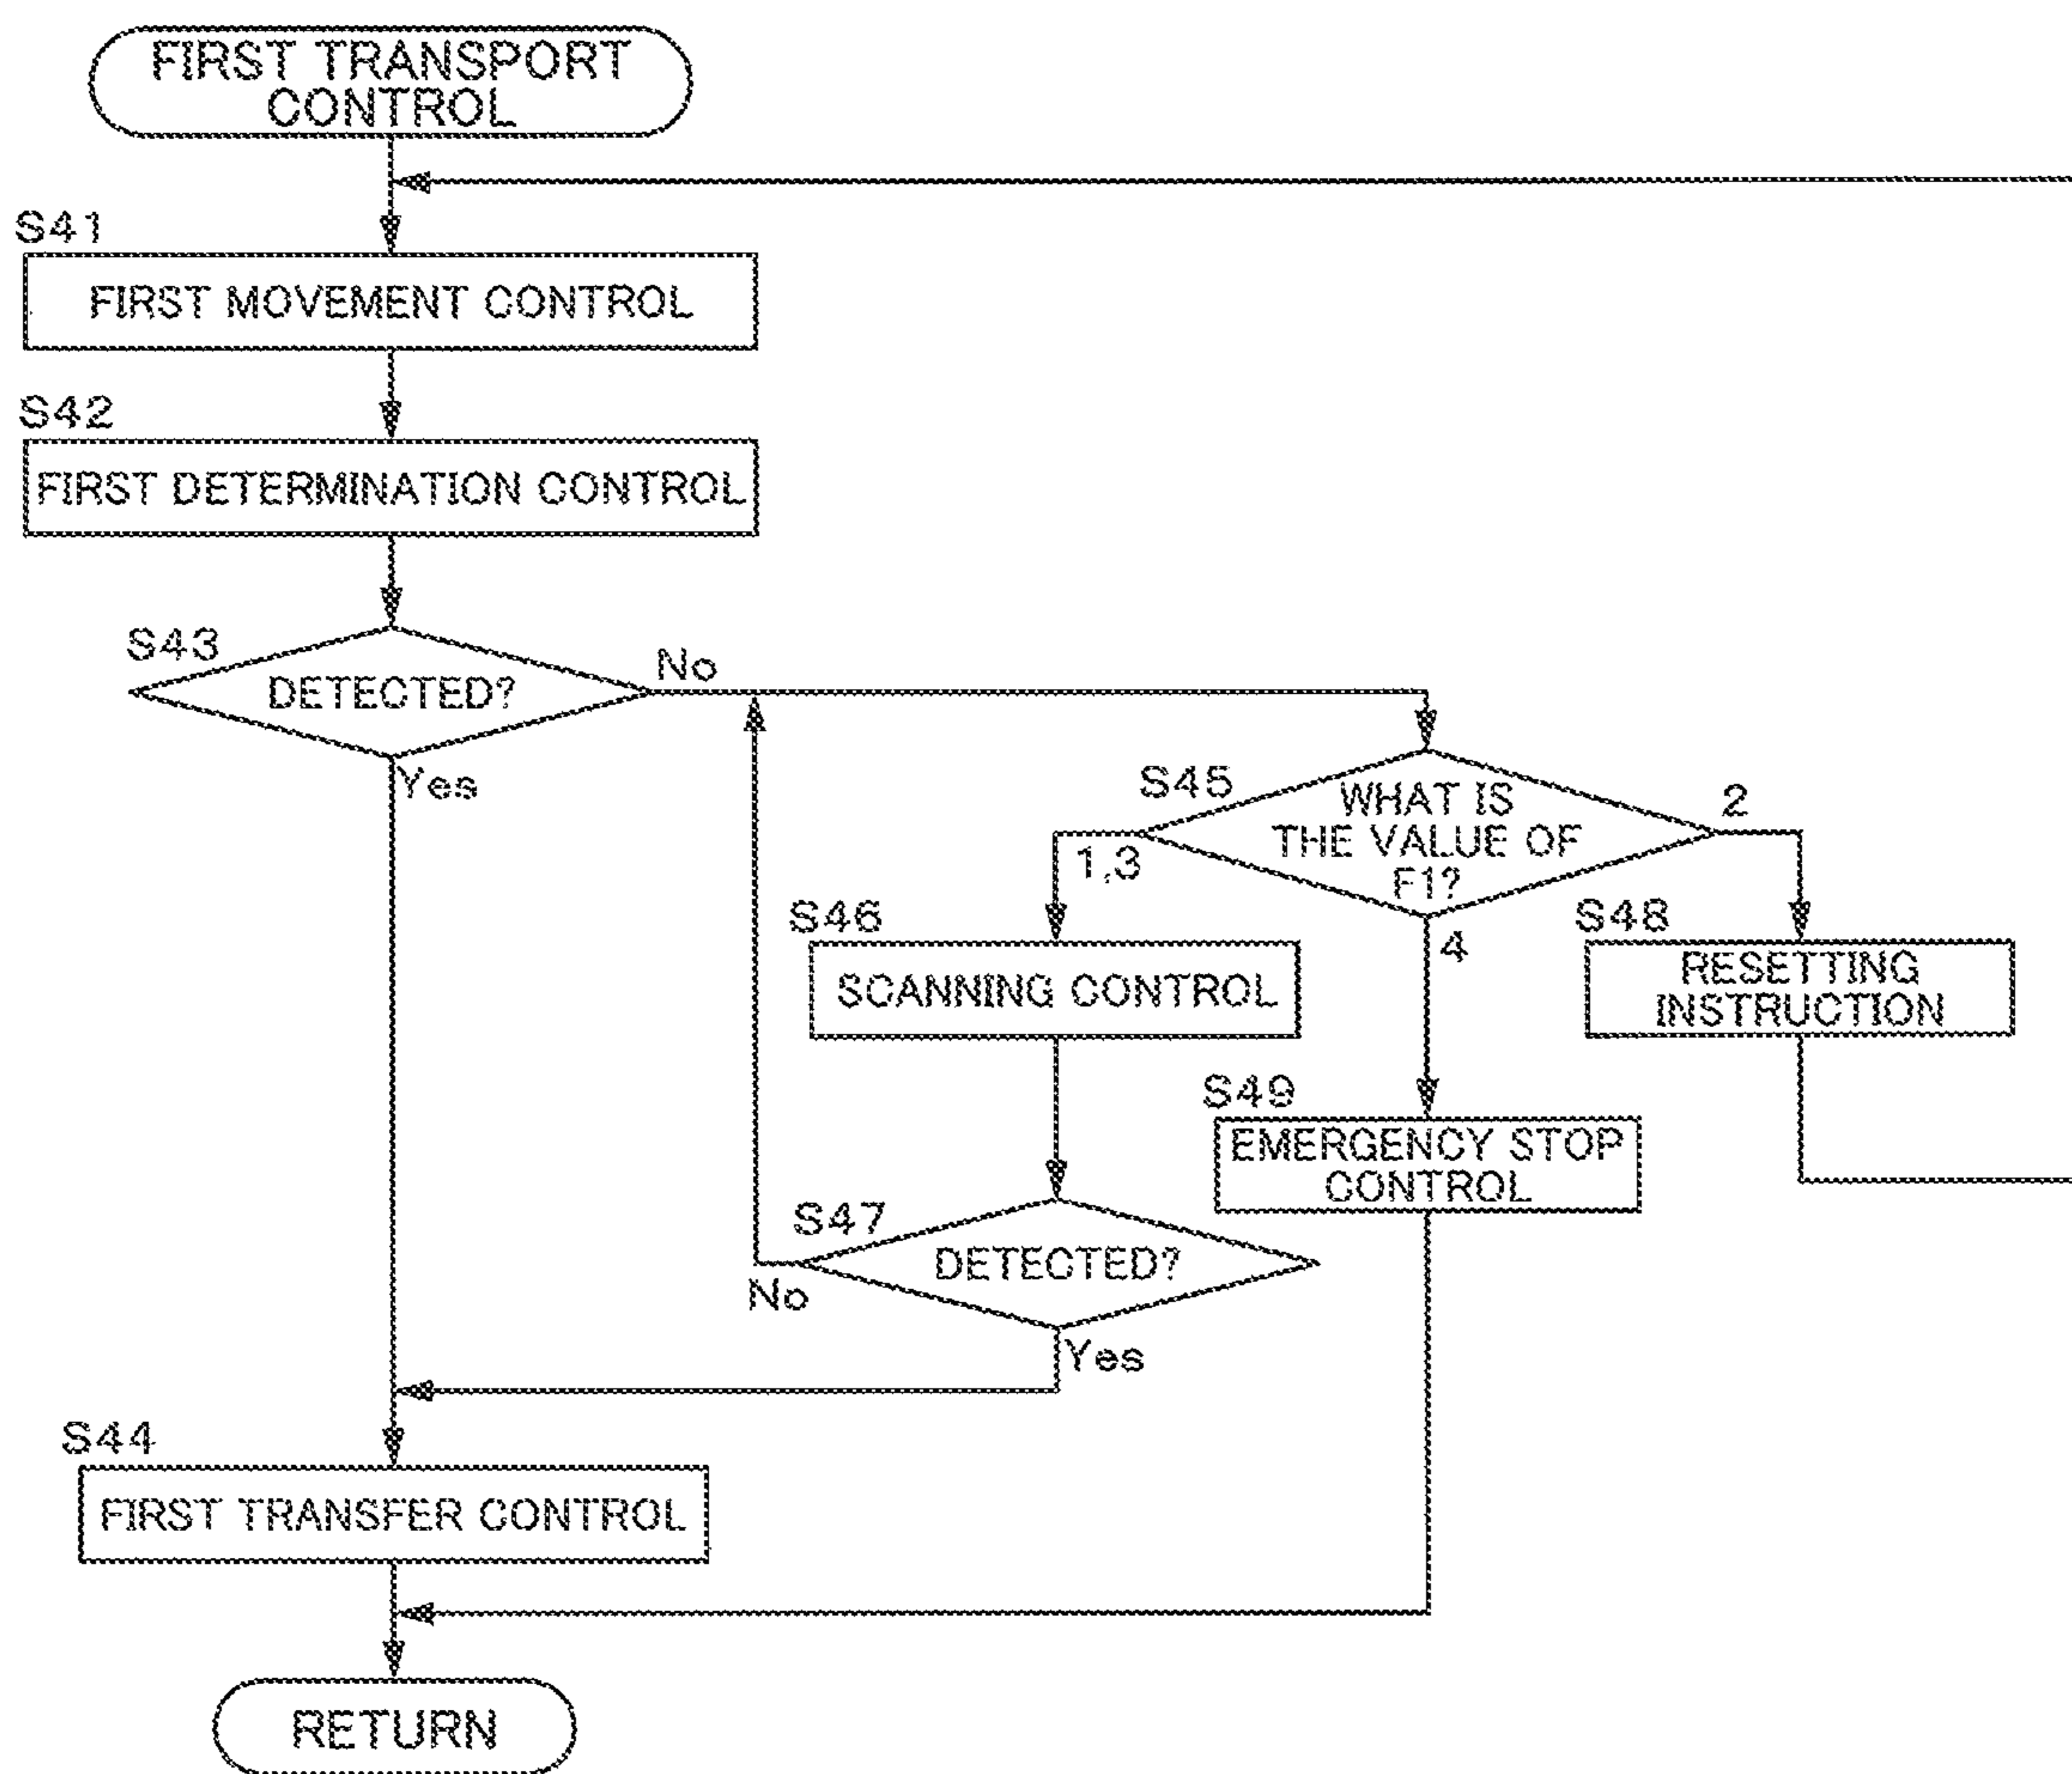 FIRST TRANSPORT
CONTROL
S41
FIRST MOVEMENT CONTROL
S42
FIRST DETERMINATION CONTROL
S43
DETECTED?
No
Yes
S45
WHAT IS
THE VALUE OF
F1?
2
1,3
4
S46
SCANNING CONTROL
S48
RESETTING
INSTRUCTION
S49
EMERGENCY STOP
CONTROL
S47
DETECTED?
No
Yes
S44
FIRST TRANSFER CONTROL
RETURN